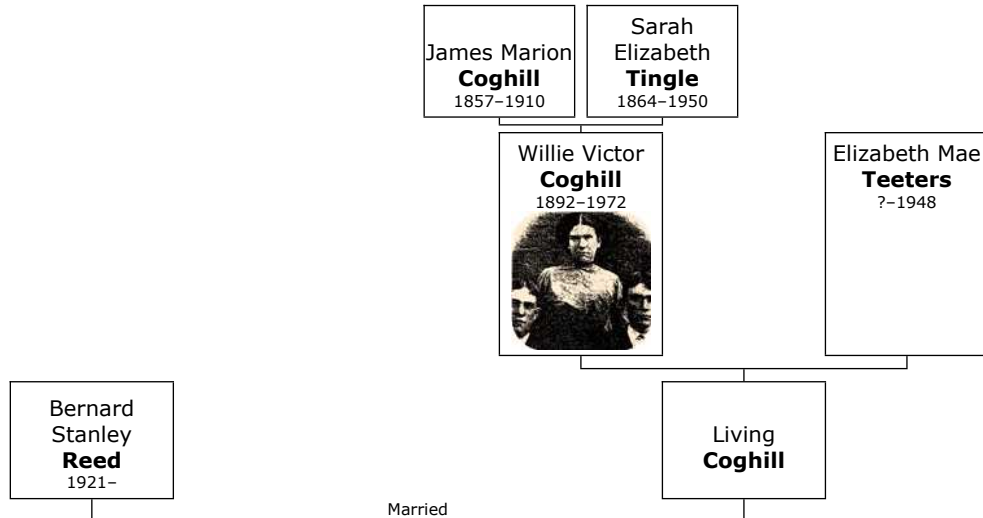 James Marion
Coghill
1857–1910
Sarah
Elizabeth
Tingle
1864–1950
Willie Victor
Coghill
1892–1972
Elizabeth Mae
Teeters
?–1948
Bernard
Stanley
Reed
1921–
Living
Coghill
Married